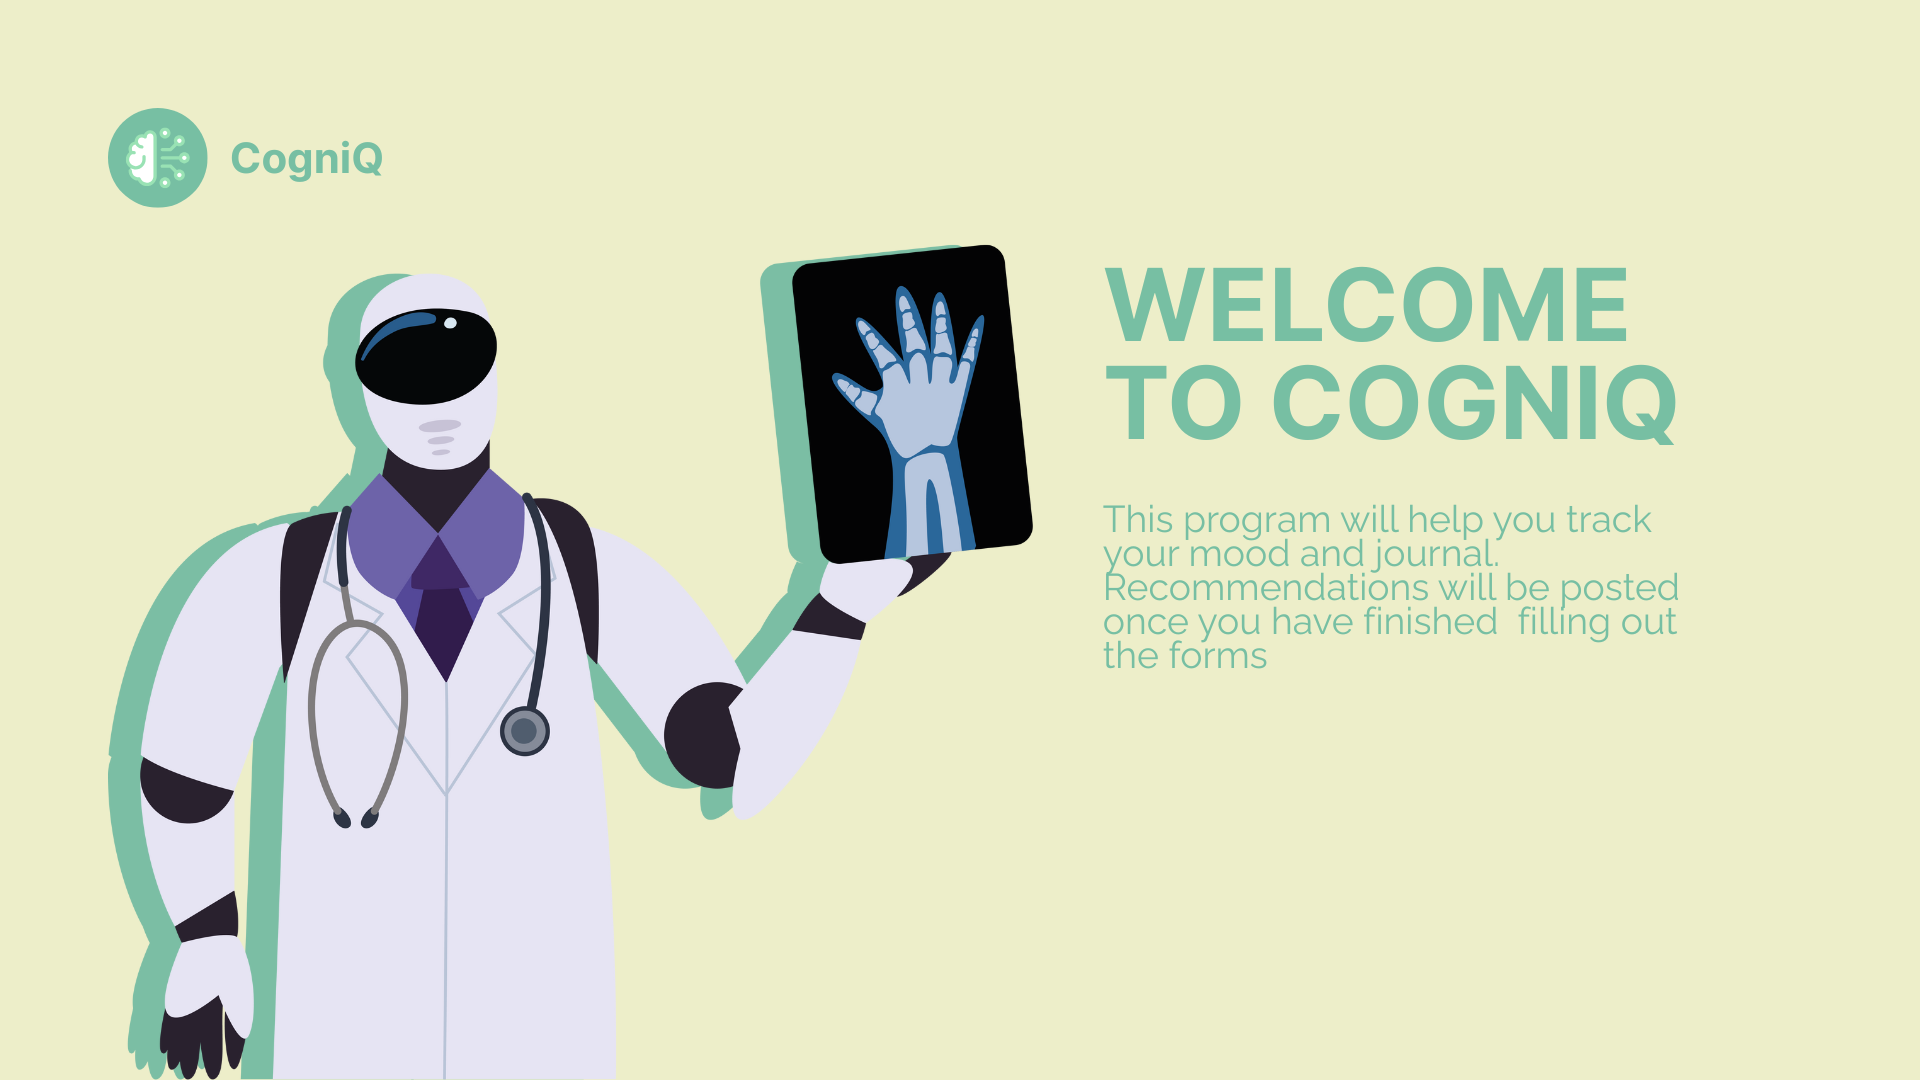 CogniQ
WELCOME
TO COGNIQ
This program will help you track
your mood and journal.
Recommendations will be posted
once you have finished  filling out
the forms